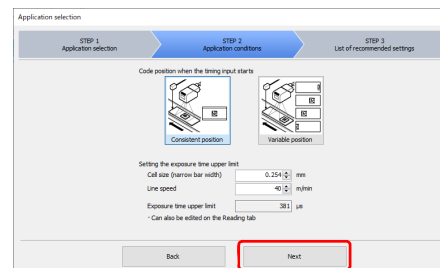 Application selection
STEP 1
Application selection
STEP 2
Application conditions
STEP 3
List of recommended settings
Code position when the timing input starts
Consistent position
Variable position
Setting the exposure time upper limit
Cell size (narrow bar width) 0.254 mm
Line speed 40 m/min
Exposure time upper limit 381 μs
- Can also be edited on the Reading tab
Back
Next